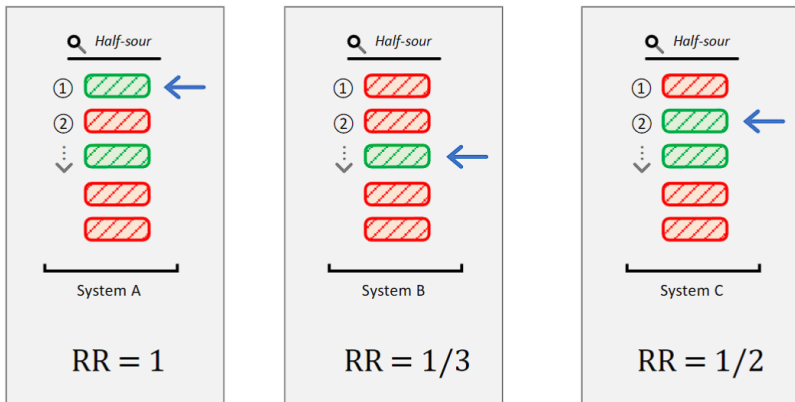 Half-sour
①
②
System A
RR = 1
Half-sour
①
②
System B
RR = 1/3
Half-sour
①
②
System C
RR = 1/2